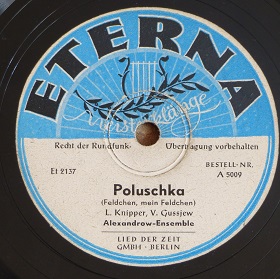 ETERNA
Meisterklänge
Recht der Rundfunk- Übertragung vorbehalten
BESTELL-NR.
Et 2137 A 5009
Poluschka
(Feldchen, mein Feldchen)
L. Knipper, V. Gussjew
Alexandrow-Ensemble
LIED DER ZEIT
GMBH · BERLIN